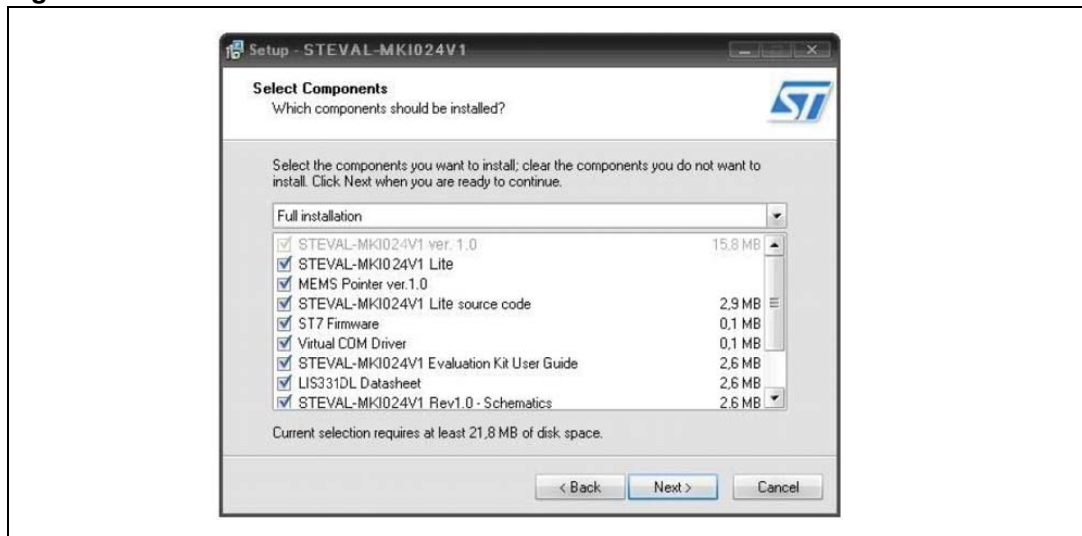 Setup - STEVAL-MKI024V1
Select Components
Which components should be installed?
ST
Select the components you want to install; clear the components you do not want to
install. Click Next when you are ready to continue.
Full installation
STEVAL-MKI024V1 ver. 1.0 15,8 MB
STEVAL-MKI024V1 Lite
MEMS Pointer ver.1.0
STEVAL-MKI024V1 Lite source code 2,9 MB
ST7 Firmware 0,1 MB
Virtual COM Driver 0,1 MB
STEVAL-MKI024V1 Evaluation Kit User Guide 2,6 MB
LIS331DL Datasheet 2,6 MB
STEVAL-MKI024V1 Rev1.0 - Schematics 2,6 MB
Current selection requires at least 21,8 MB of disk space.
< Back Next > Cancel